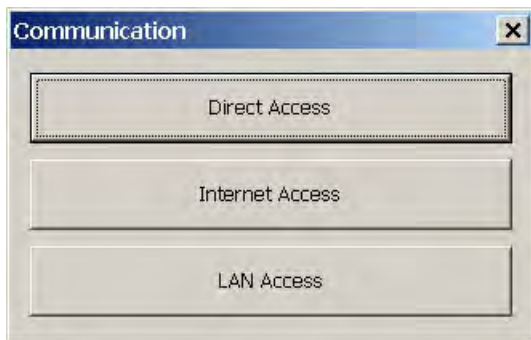 Communication
Direct Access
Internet Access
LAN Access